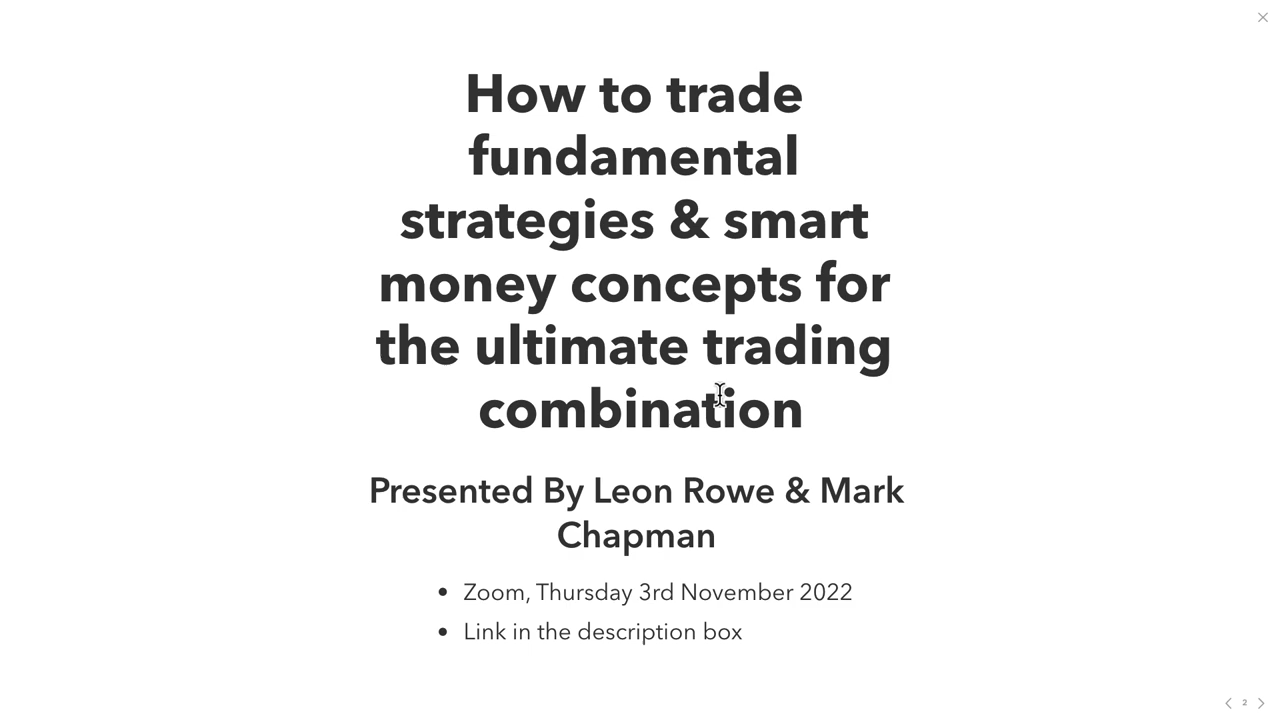 How to trade
fundamental
strategies & smart
money concepts for
the ultimate trading
combination
Presented By Leon Rowe & Mark
Chapman
• Zoom, Thursday 3rd November 2022
• Link in the description box
2